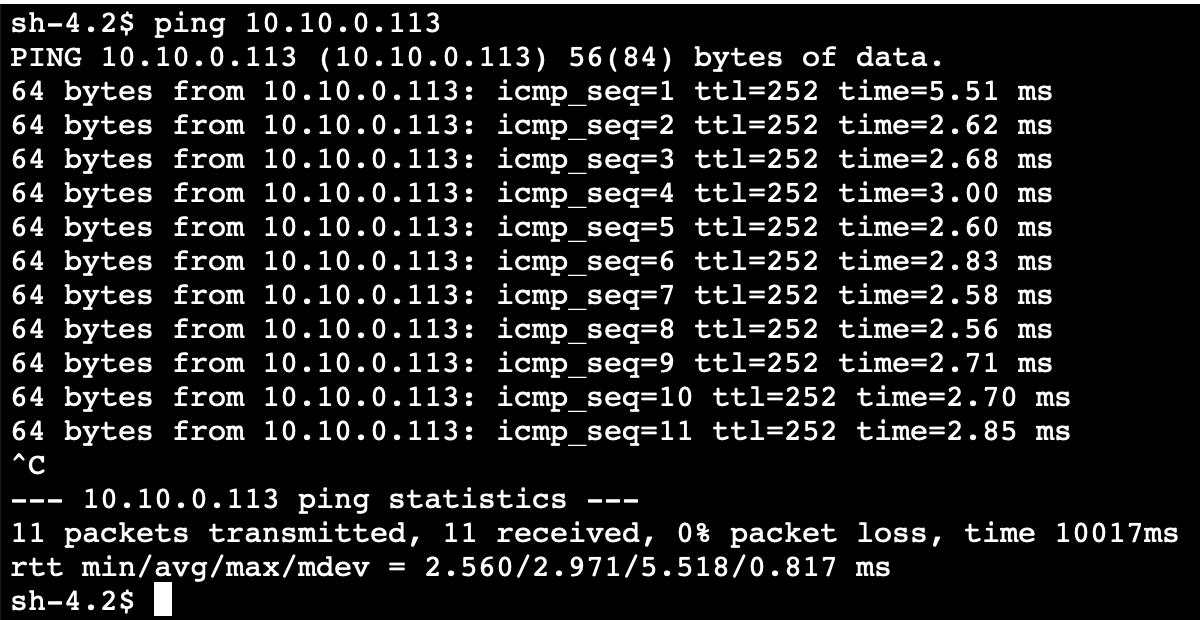 sh-4.2$ ping 10.10.0.113
PING 10.10.0.113 (10.10.0.113) 56(84) bytes of data.
64 bytes from 10.10.0.113: icmp_seq=1 ttl=252 time=5.51 ms
64 bytes from 10.10.0.113: icmp_seq=2 ttl=252 time=2.62 ms
64 bytes from 10.10.0.113: icmp_seq=3 ttl=252 time=2.68 ms
64 bytes from 10.10.0.113: icmp_seq=4 ttl=252 time=3.00 ms
64 bytes from 10.10.0.113: icmp_seq=5 ttl=252 time=2.60 ms
64 bytes from 10.10.0.113: icmp_seq=6 ttl=252 time=2.83 ms
64 bytes from 10.10.0.113: icmp_seq=7 ttl=252 time=2.58 ms
64 bytes from 10.10.0.113: icmp_seq=8 ttl=252 time=2.56 ms
64 bytes from 10.10.0.113: icmp_seq=9 ttl=252 time=2.71 ms
64 bytes from 10.10.0.113: icmp_seq=10 ttl=252 time=2.70 ms
64 bytes from 10.10.0.113: icmp_seq=11 ttl=252 time=2.85 ms
^C
--- 10.10.0.113 ping statistics ---
11 packets transmitted, 11 received, 0% packet loss, time 10017ms
rtt min/avg/max/mdev = 2.560/2.971/5.518/0.817 ms
sh-4.2$